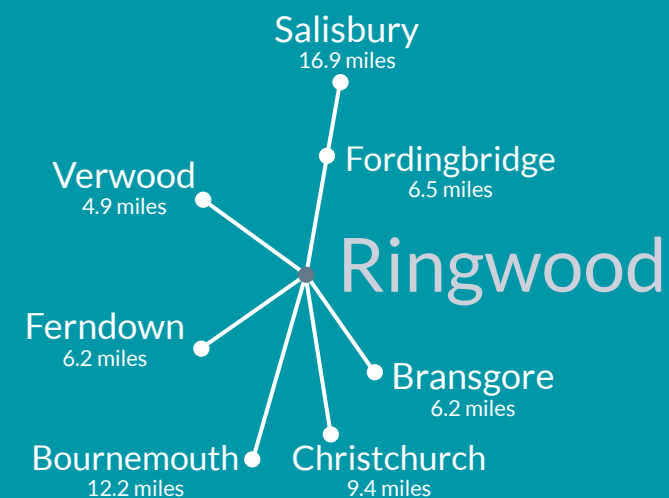 Salisbury
16.9 miles
Fordingbridge
6.5 miles
Verwood
4.9 miles
Ringwood
Ferndown
6.2 miles
Bransgore
6.2 miles
Bournemouth
12.2 miles
Christchurch
9.4 miles